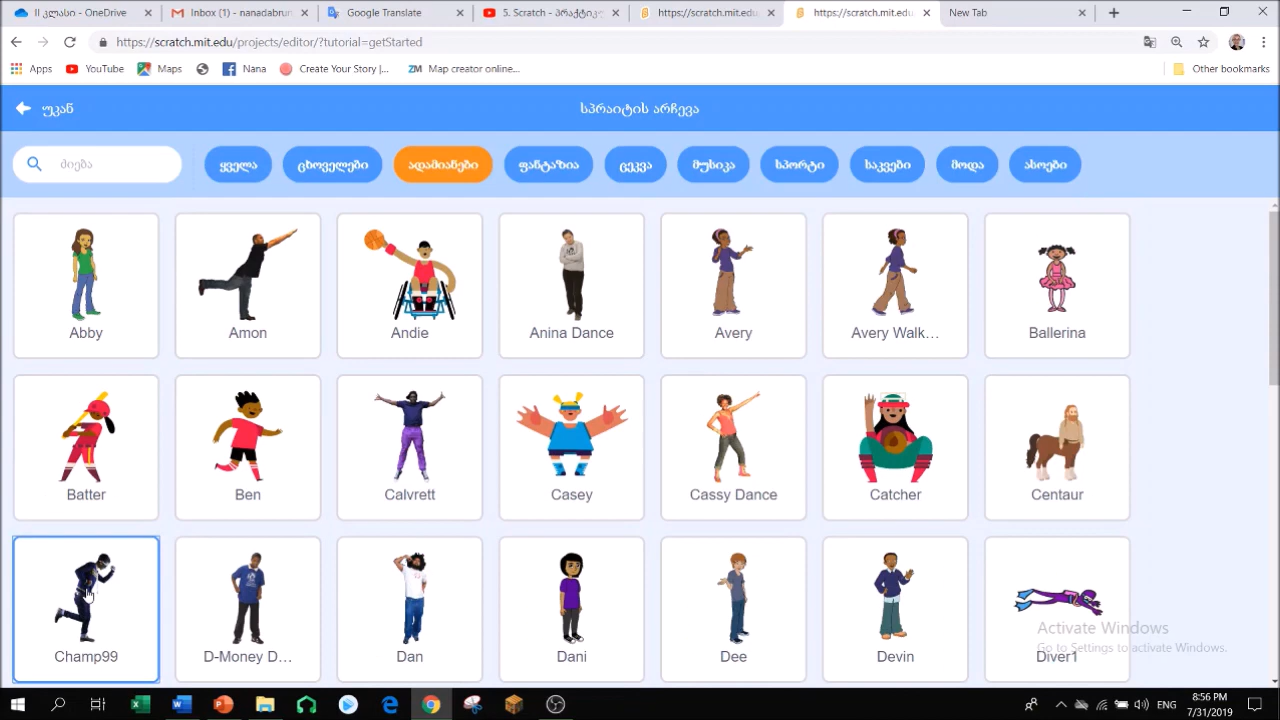 II კლასი - OneDrive
Inbox (1) - nanadabrun
Google Translate
5. Scratch - პრაქტიკულ
https://scratch.mit.edu
https://scratch.mit.edu
New Tab
https://scratch.mit.edu/projects/editor/?tutorial=getStarted
Apps
YouTube
Maps
Nana
Create Your Story |...
ZM
Map creator online...
Other bookmarks
უკან
სპრაიტის არჩევა
ძიება
ყველა
ცხოველები
ადამიანები
ფანტაზია
ცეკვა
მუსიკა
სპორტი
საკვები
მოდა
ასოები
Abby
Amon
Andie
Anina Dance
Avery
Avery Walk…
Ballerina
Batter
Ben
Calvrett
Casey
Cassy Dance
Catcher
Centaur
Champ99
D-Money D…
Dan
Dani
Dee
Devin
Diver1
Activate Windows
Go to Settings to activate Windows.
ENG
8:56 PM
7/31/2019